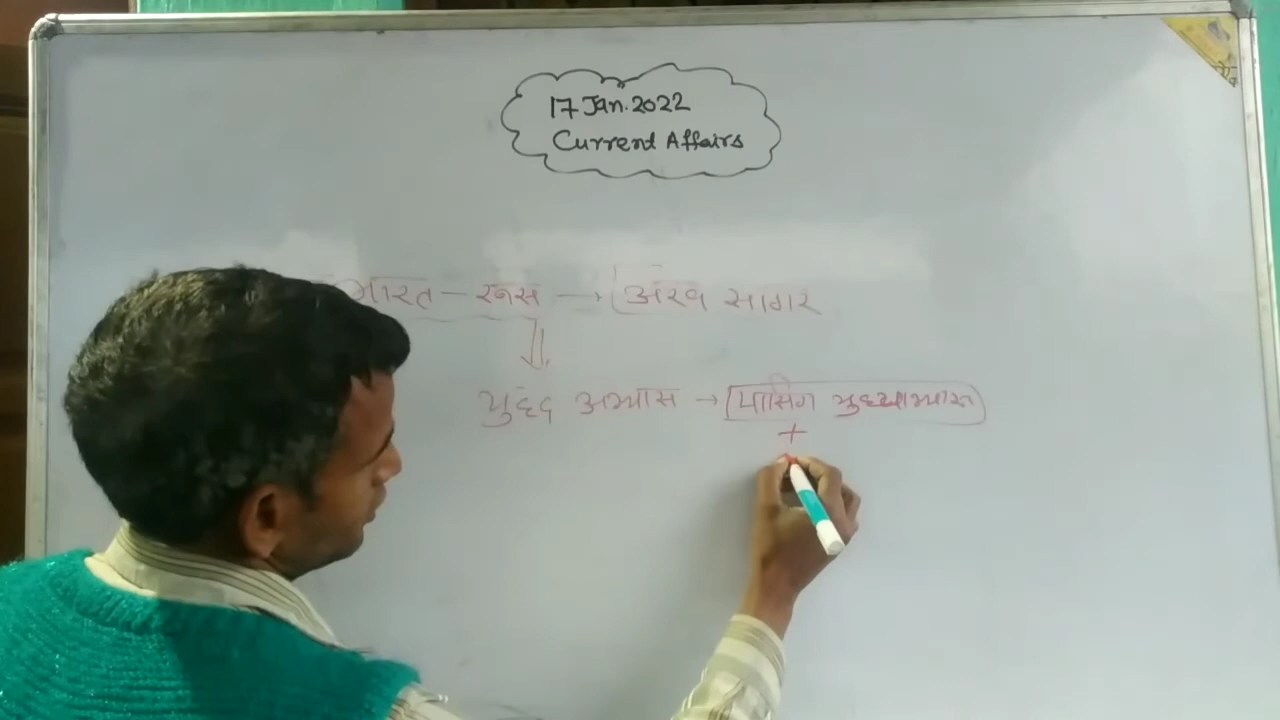 17 Jan. 2022
Current Affairs
भारत – रूस → अरब सागर
युद्द अभ्यास → पासिंग युद्धाभ्यास
+